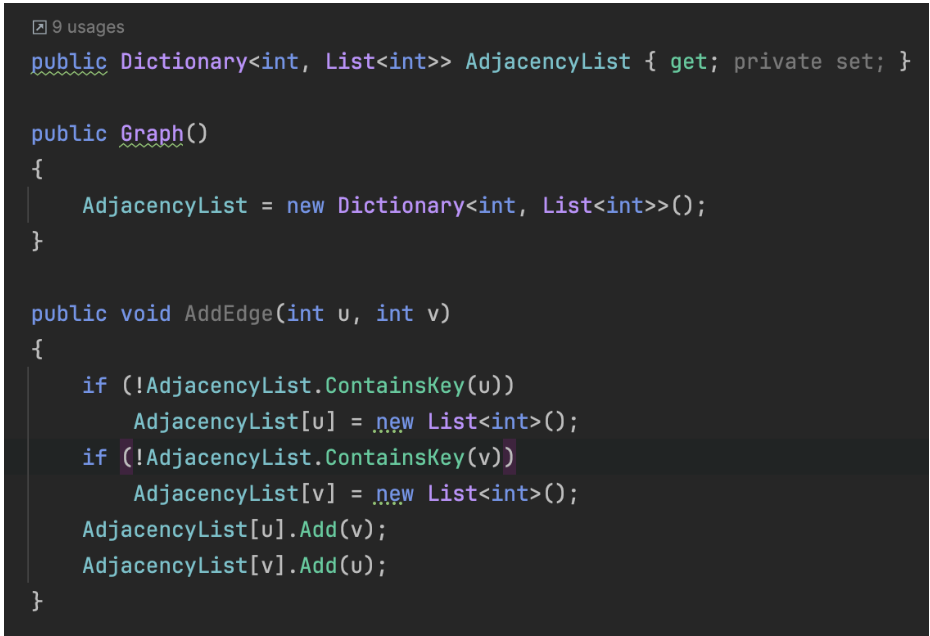 9 usages
public Dictionary<int, List<int>> AdjacencyList { get; private set; }
public Graph()
{
AdjacencyList = new Dictionary<int, List<int>>();
}
public void AddEdge(int u, int v)
{
if (!AdjacencyList.ContainsKey(u))
AdjacencyList[u] = new List<int>();
if (!AdjacencyList.ContainsKey(v))
AdjacencyList[v] = new List<int>();
AdjacencyList[u].Add(v);
AdjacencyList[v].Add(u);
}